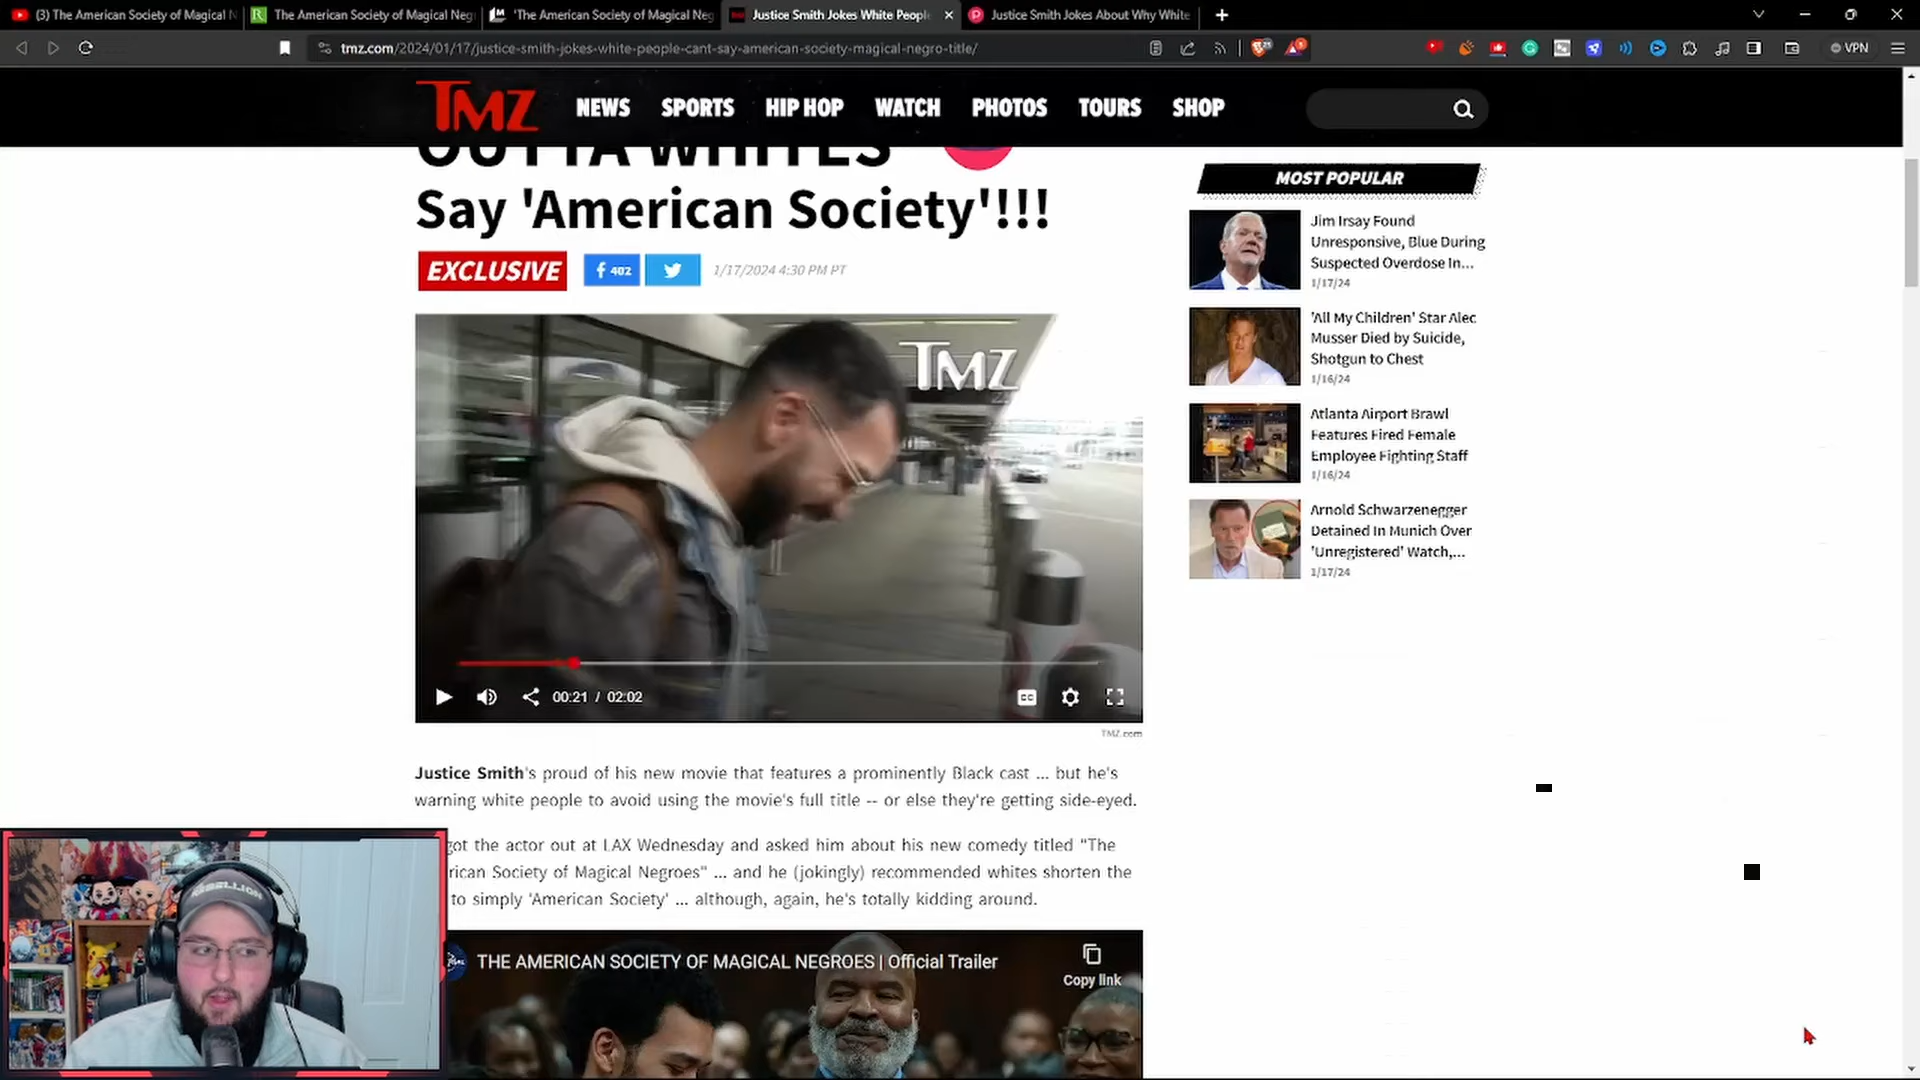 (3) The American Society of Magical N
The American Society of Magical Neg
'The American Society of Magical Neg
Justice Smith Jokes White People
Justice Smith Jokes About Why White
tmz.com/2024/01/17/justice-smith-jokes-white-people-cant-say-american-society-magical-negro-title/
VPN
TMZ
NEWS
SPORTS
HIP HOP
WATCH
PHOTOS
TOURS
SHOP
OUTTA WHITES
Say 'American Society'!!!
EXCLUSIVE
402
1/17/2024 4:30 PM PT
TMZ
00:21 / 02:02
CC
TMZ.com
Justice Smith's proud of his new movie that features a prominently Black cast ... but he's
warning white people to avoid using the movie's full title -- or else they're getting side-eyed.
got the actor out at LAX Wednesday and asked him about his new comedy titled "The
rican Society of Magical Negroes" ... and he (jokingly) recommended whites shorten the
to simply 'American Society' ... although, again, he's totally kidding around.
THE AMERICAN SOCIETY OF MAGICAL NEGROES | Official Trailer
Copy link
MOST POPULAR
Jim Irsay Found
Unresponsive, Blue During
Suspected Overdose In...
1/17/24
'All My Children' Star Alec
Musser Died by Suicide,
Shotgun to Chest
1/16/24
Atlanta Airport Brawl
Features Fired Female
Employee Fighting Staff
1/16/24
Arnold Schwarzenegger
Detained In Munich Over
'Unregistered' Watch,...
1/17/24
REBELLION